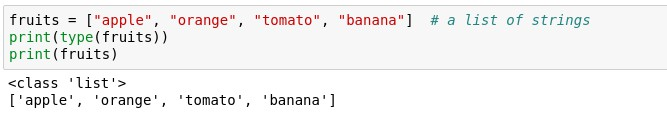 fruits = ["apple", "orange", "tomato", "banana"]  # a list of strings
print(type(fruits))
print(fruits)
<class 'list'>
['apple', 'orange', 'tomato', 'banana']